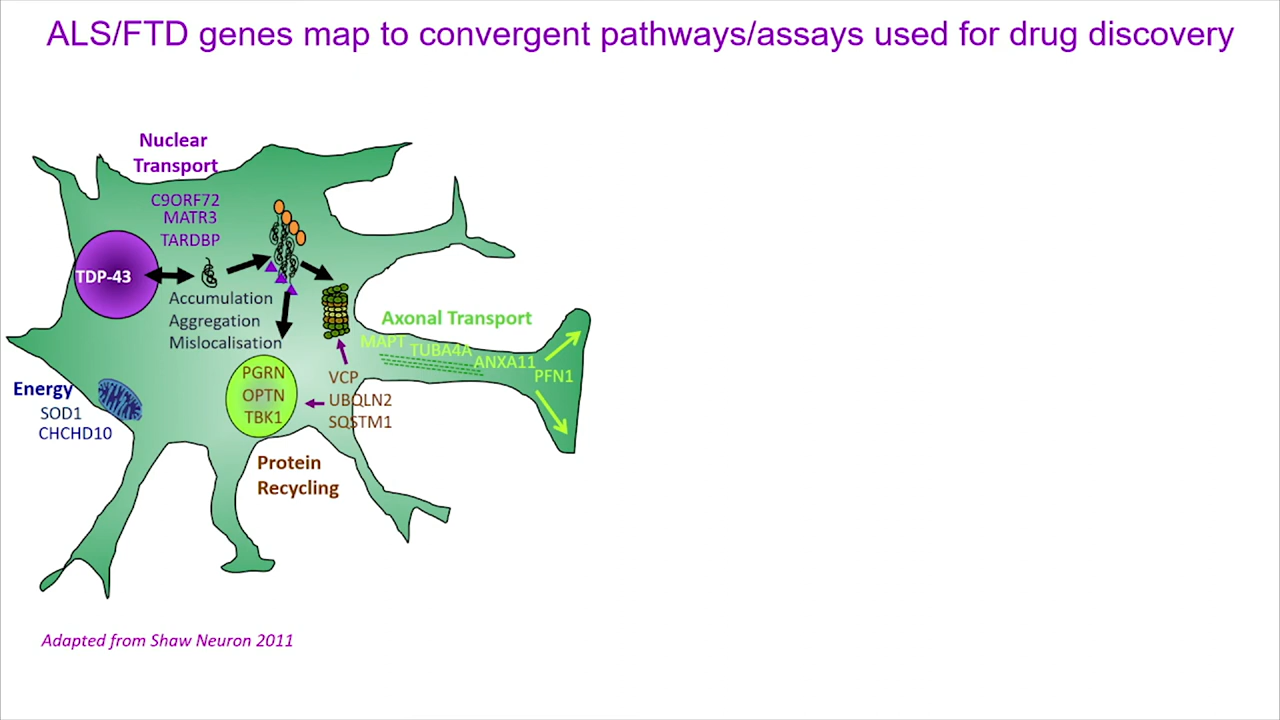 ALS/FTD genes map to convergent pathways/assays used for drug discovery
Nuclear
Transport
C9ORF72
MATR3
TARDBP
TDP-43
Accumulation
Aggregation
Mislocalisation
Axonal Transport
MAPT
TUBA4A
ANXA11
PFN1
Energy
SOD1
CHCHD10
PGRN
OPTN
TBK1
VCP
UBQLN2
SQSTM1
Protein
Recycling
Adapted from Shaw Neuron 2011